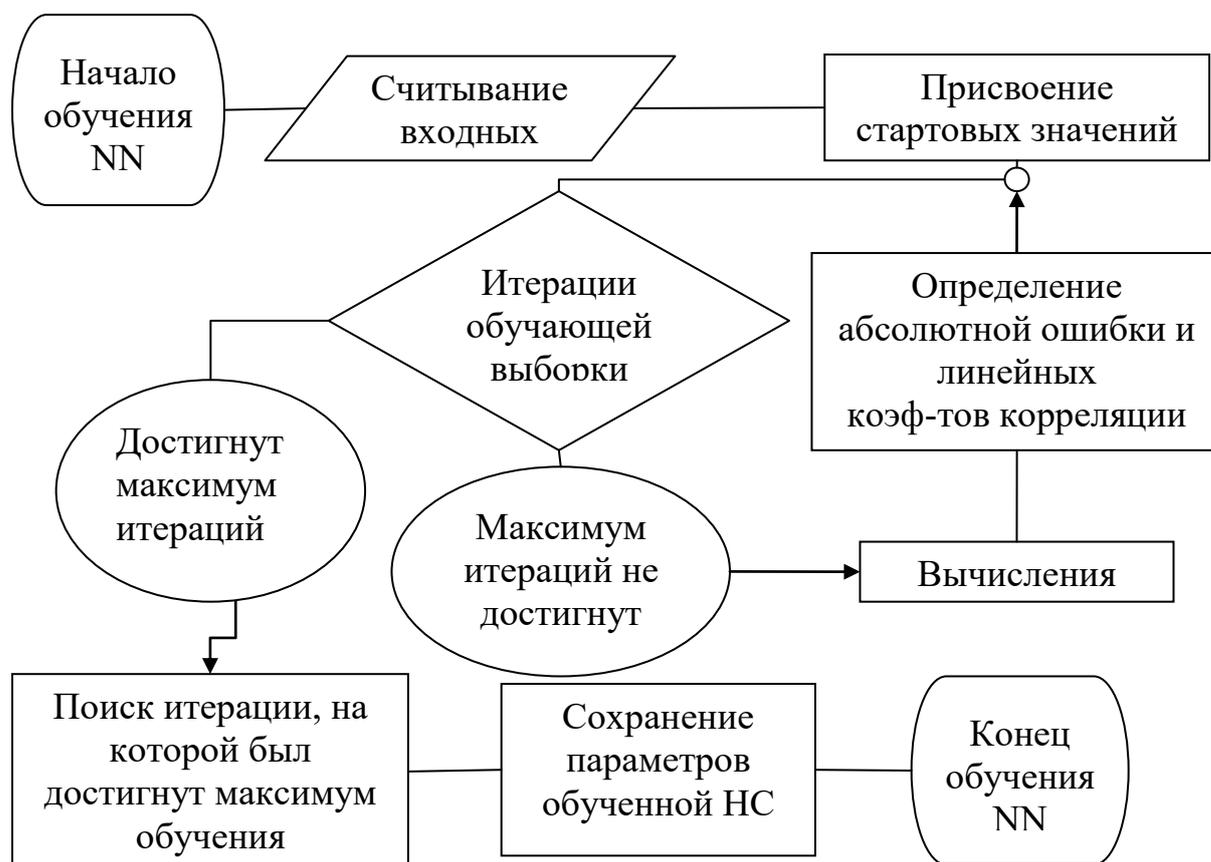 Начало
обучения
NN
Считывание
входных
Присвоение
стартовых значений
Итерации
обучающей
выборки
Определение
абсолютной ошибки и
линейных
коэф-тов корреляции
Достигнут
максимум
итераций
Максимум
итераций не
достигнут
Вычисления
Поиск итерации, на
которой был
достигнут максимум
обучения
Сохранение
параметров
обученной НС
Конец
обучения
NN